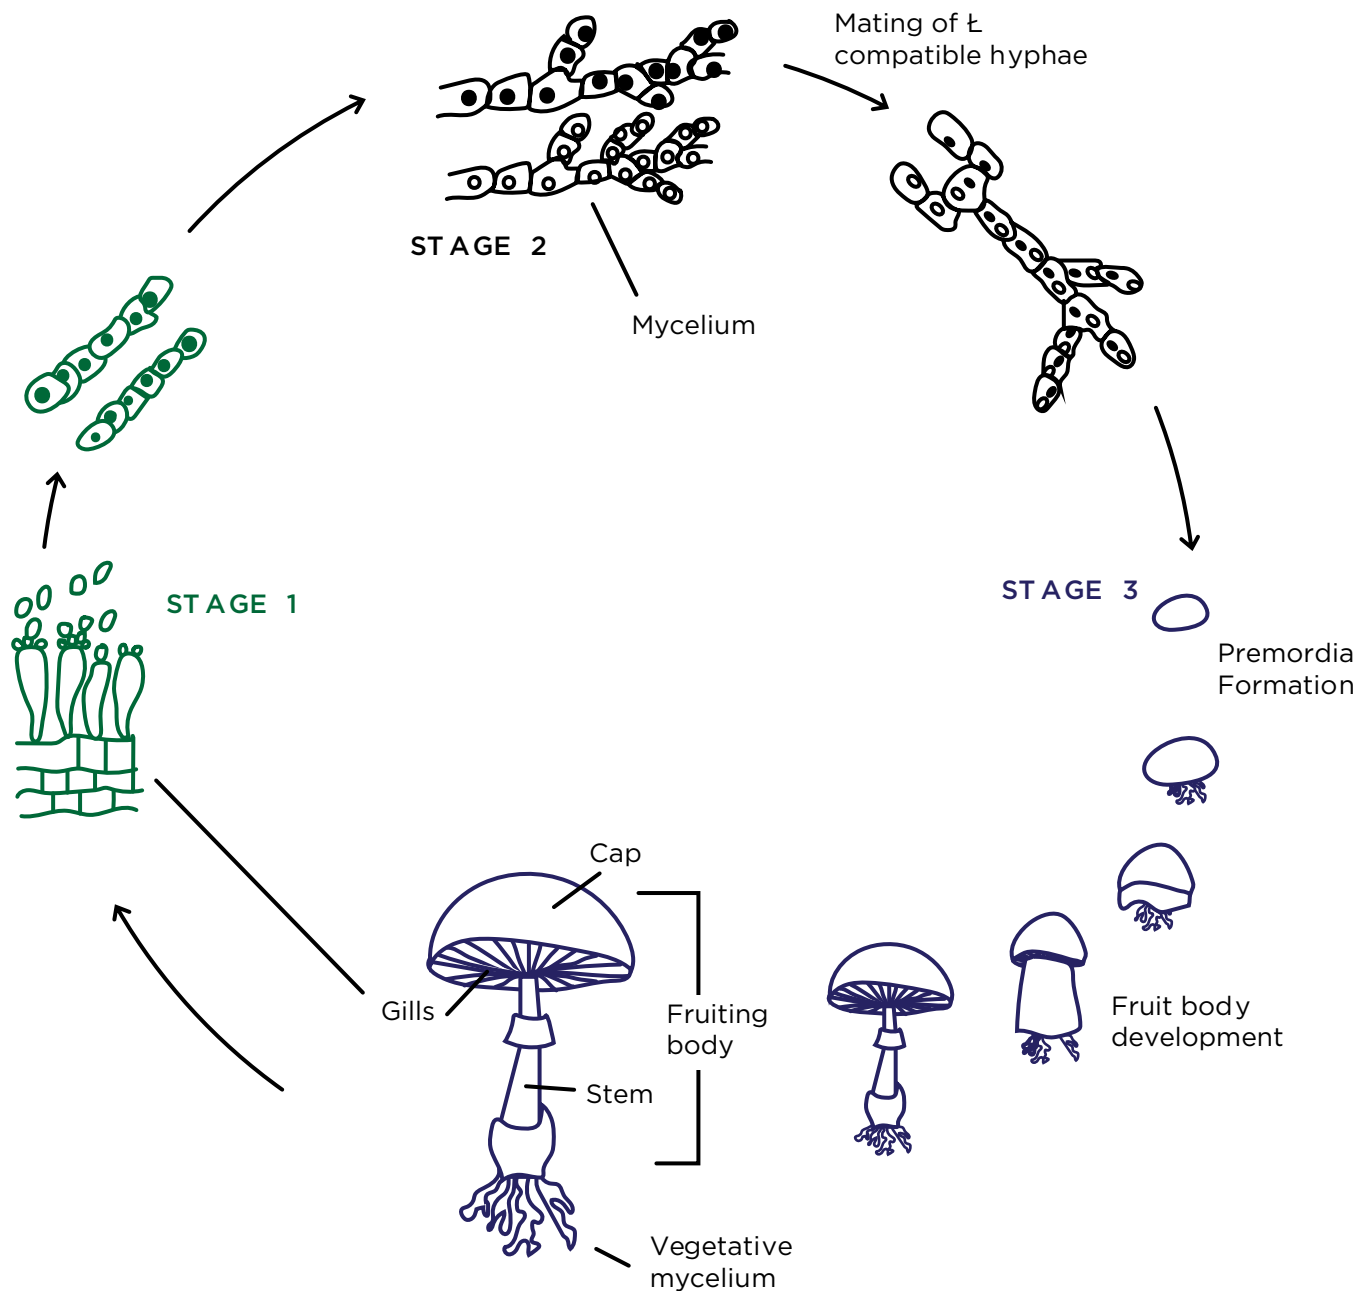 Mating of Ł
compatible hyphae
STAGE 2
Mycelium
STAGE 1
STAGE 3
Premordia
Formation
Cap
Gills
Fruiting
body
Fruit body
development
Stem
Vegetative
mycelium